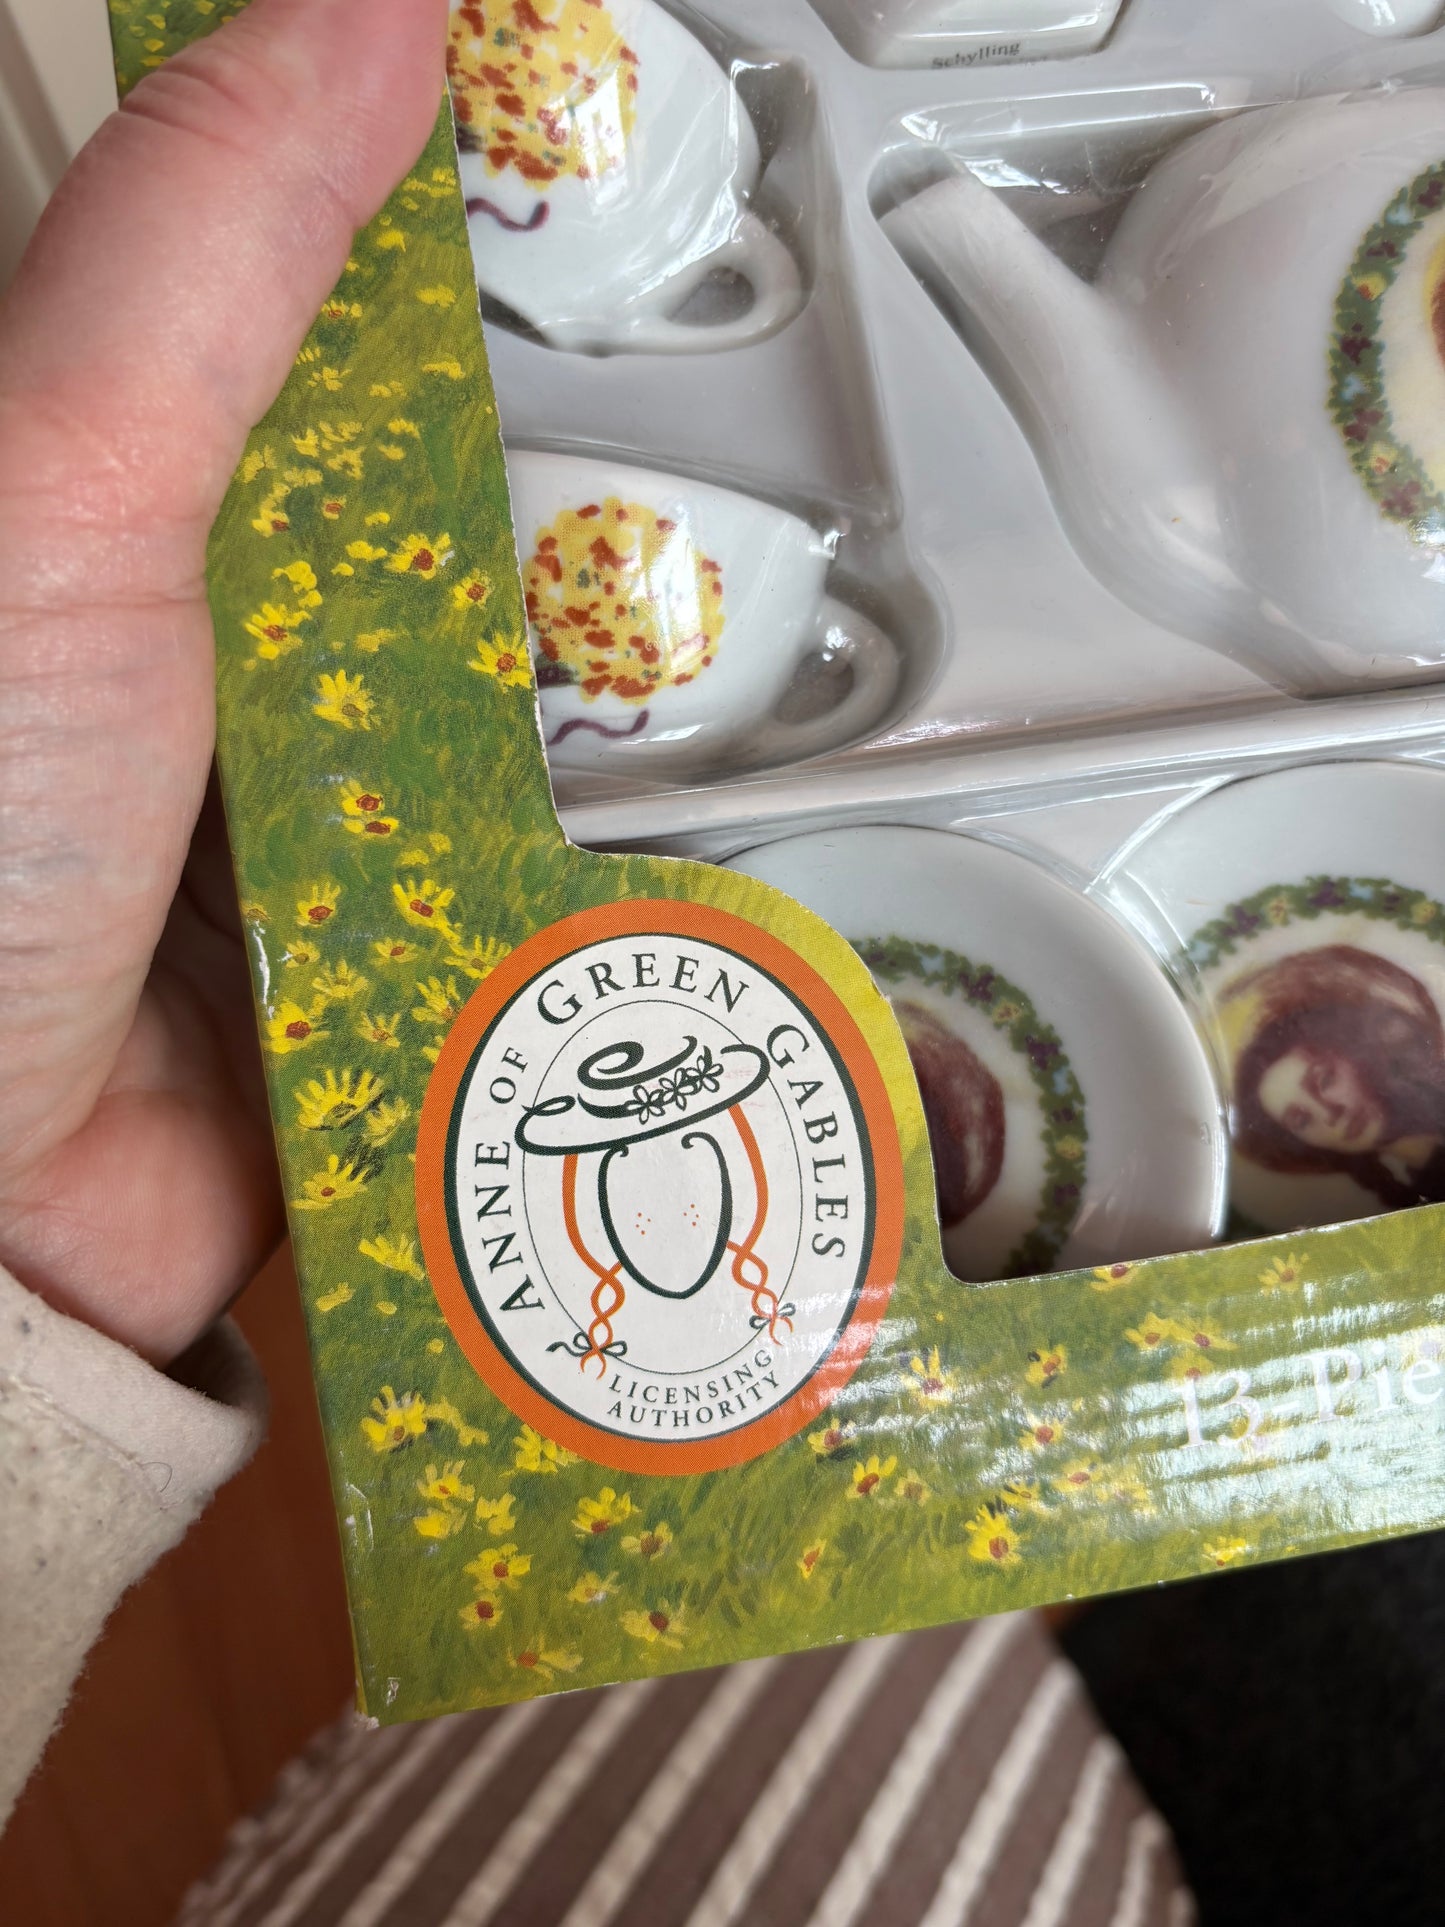 Schylling
ANNE OF GREEN GABLES
LICENSING
AUTHORITY
13-Pie